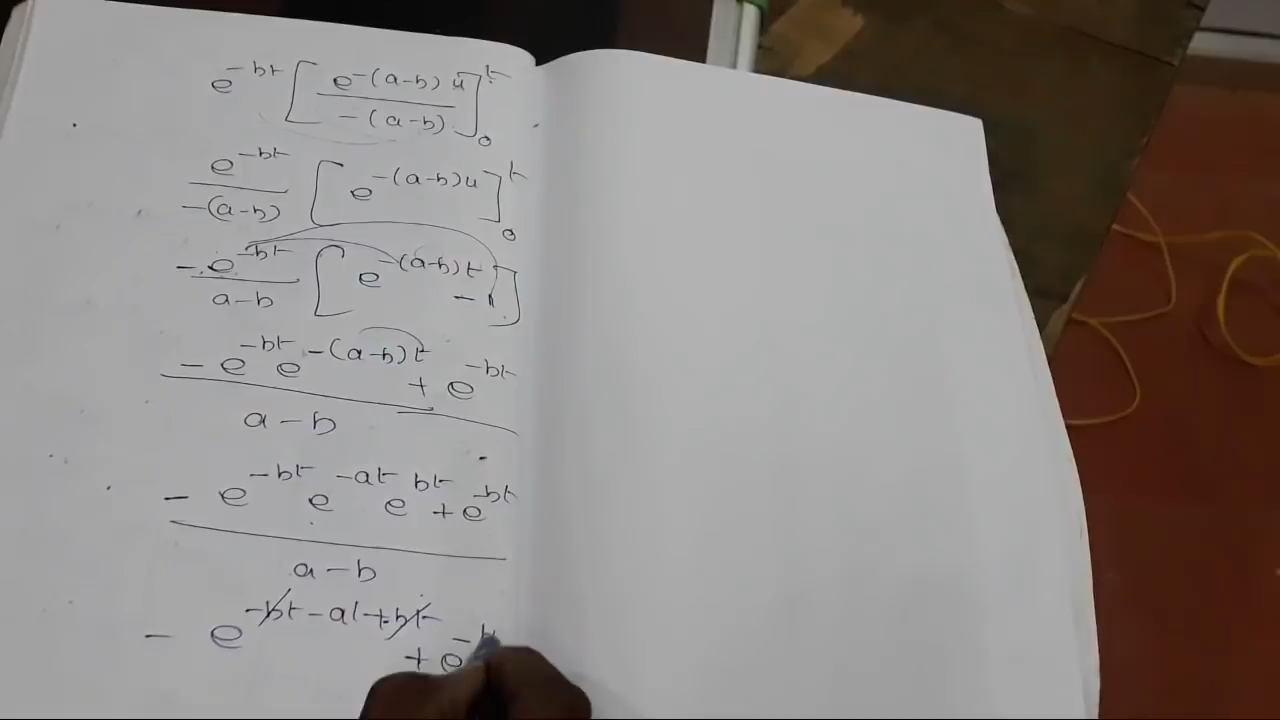 e^{-bt} [ e^{-(a-b)u} / -(a-b) ]_0^t
e^{-bt} / -(a-b) [ e^{-(a-b)u} ]_0^t
-e^{-bt} / a-b [ e^{-(a-b)t} - 1 ]
- e^{-bt} e^{-(a-b)t} + e^{-bt}
a-b
- e^{-bt} e^{-at} e^{bt} + e^{-bt}
a-b
- e^{-bt-at+bt} + e^{-b